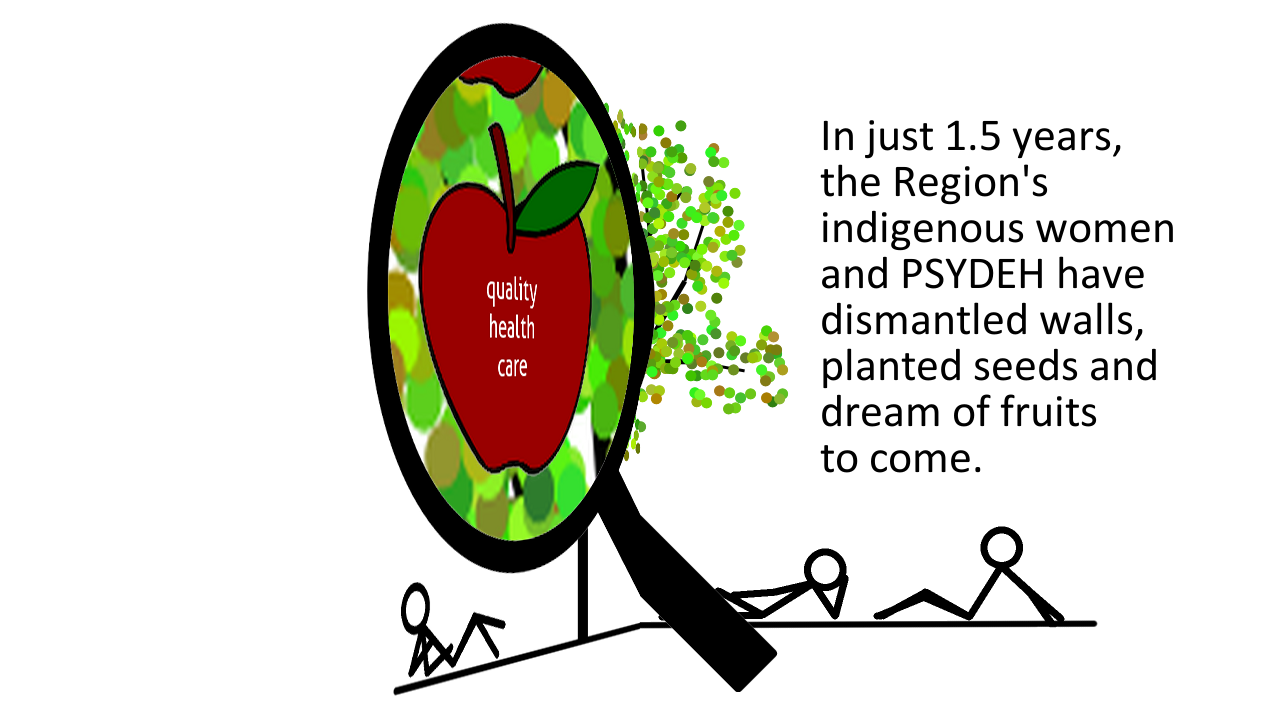 quality
health
care
In just 1.5 years,
the Region's
indigenous women
and PSYDEH have
dismantled walls,
planted seeds and
dream of fruits
to come.